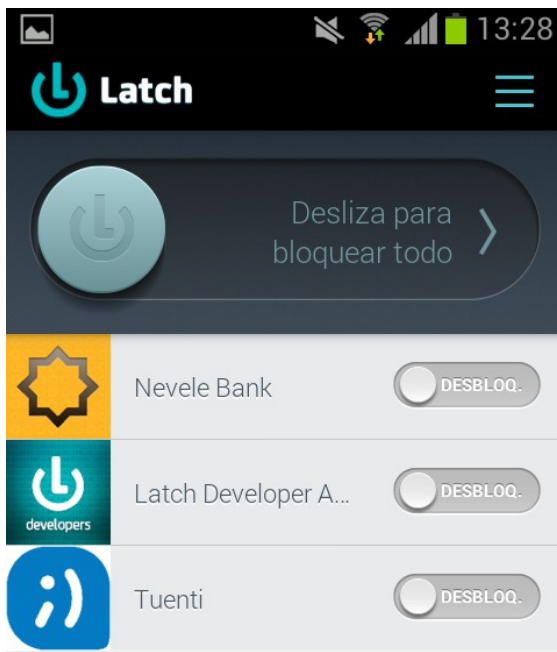 13:28
Latch
Desliza para
bloquear todo
Nevele Bank
DESBLOQ.
developers
Latch Developer A...
DESBLOQ.
Tuenti
DESBLOQ.